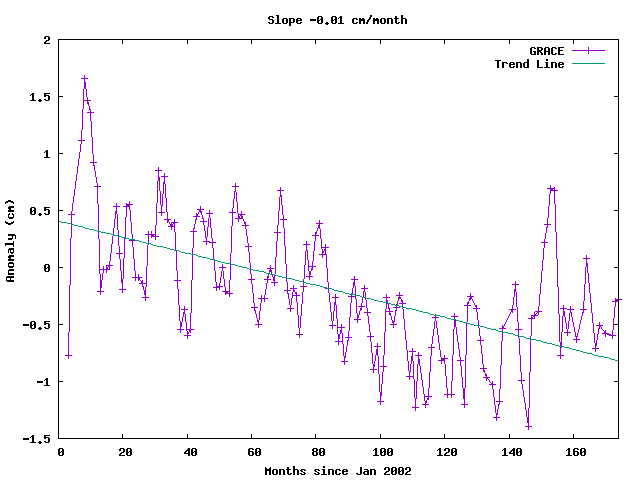 Slope -0.01 cm/month
GRACE
Trend Line
2
1.5
1
0.5
0
-0.5
-1
-1.5
Anomaly (cm)
0 20 40 60 80 100 120 140 160
Months since Jan 2002